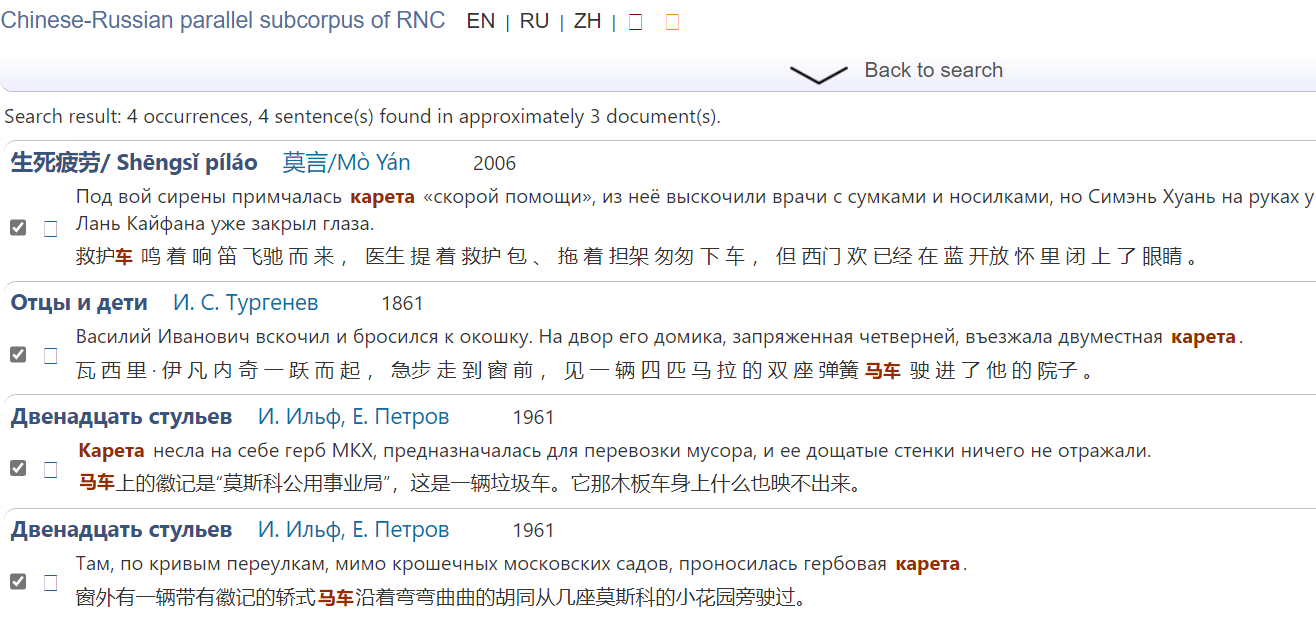 Chinese-Russian parallel subcorpus of RNC EN | RU | ZH |
Back to search
Search result: 4 occurrences, 4 sentence(s) found in approximately 3 document(s).
生死疲劳/ Shēngsǐ píláo 莫言/Mò Yán 2006
Под вой сирены примчалась карета «скорой помощи», из неё выскочили врачи с сумками и носилками, но Симэнь Хуань на руках у
Лань Кайфана уже закрыл глаза.
救护车 鸣 着 响 笛 飞驰 而 来 ， 医生 提 着 救护 包 、 拖 着 担架 匆匆 下 车 ， 但 西门 欢 已经 在 蓝 开放 怀 里 闭 上 了 眼睛 。
Отцы и дети И. С. Тургенев 1861
Василий Иванович вскочил и бросился к окошку. На двор его домика, запряженная четверней, въезжала двуместная карета.
瓦 西 里 · 伊 凡 内 奇 一 跃 而 起 ， 急步 走 到 窗 前 ， 见 一 辆 四 匹 马 拉 的 双 座 弹簧 马车 驶 进 了 他 的 院子 。
Двенадцать стульев И. Ильф, Е. Петров 1961
Карета несла на себе герб МКХ, предназначалась для перевозки мусора, и ее дощатые стенки ничего не отражали.
马车上的徽记是“莫斯科公用事业局”，这是一辆垃圾车。它那木板车身上什么也映不出来。
Двенадцать стульев И. Ильф, Е. Петров 1961
Там, по кривым переулкам, мимо крошечных московских садов, проносилась гербовая карета.
窗外有一辆带有徽记的轿式马车沿着弯弯曲曲的胡同从几座莫斯科的小花园旁驶过。